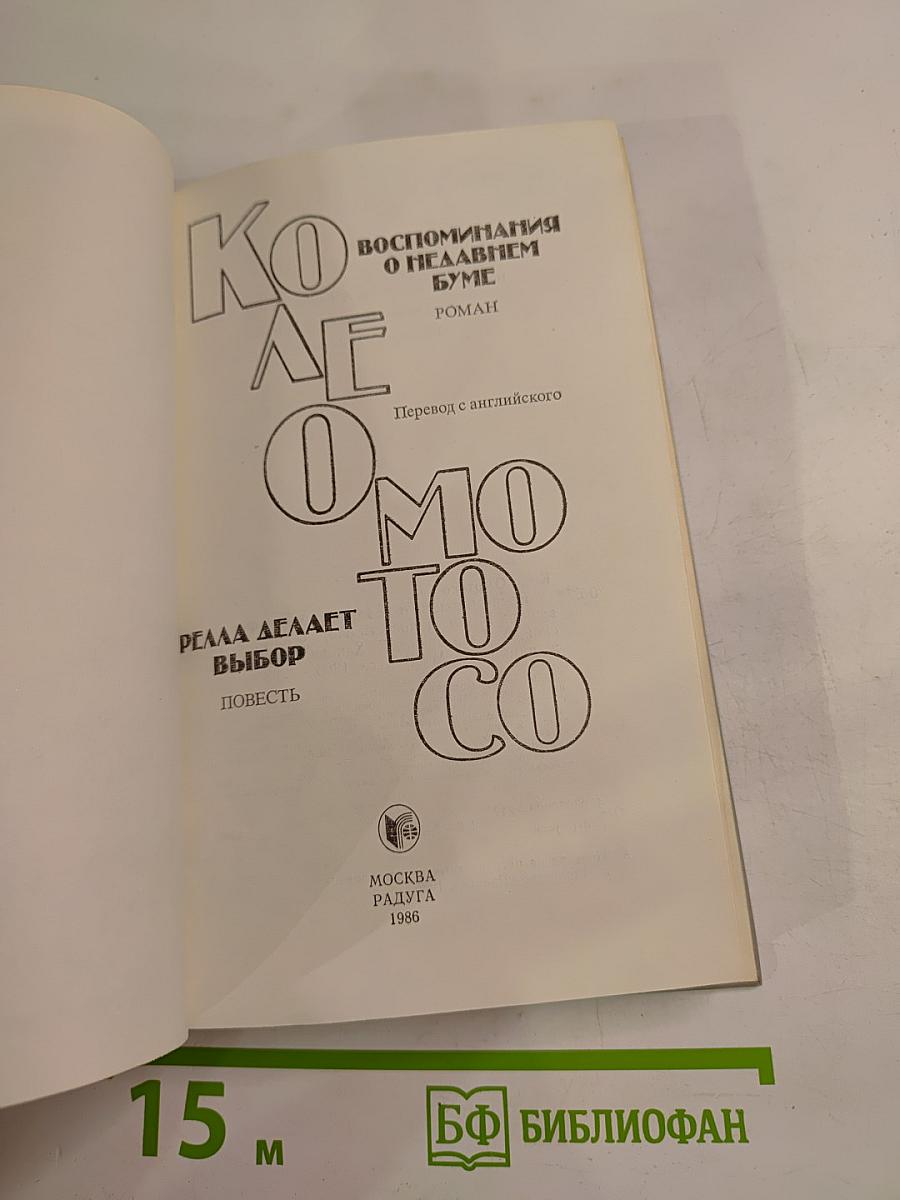 КО
ЛЕ
О
МО
ТО
СО
ВОСПОМИНАНИЯ
О НЕДАВНЕМ
БУМЕ
РОМАН
Перевод с английского
РЕЛЛА ДЕЛАЕТ
ВЫБОР
ПОВЕСТЬ
МОСКВА
РАДУГА
1986
15 м
БФ БИБЛИОФАН